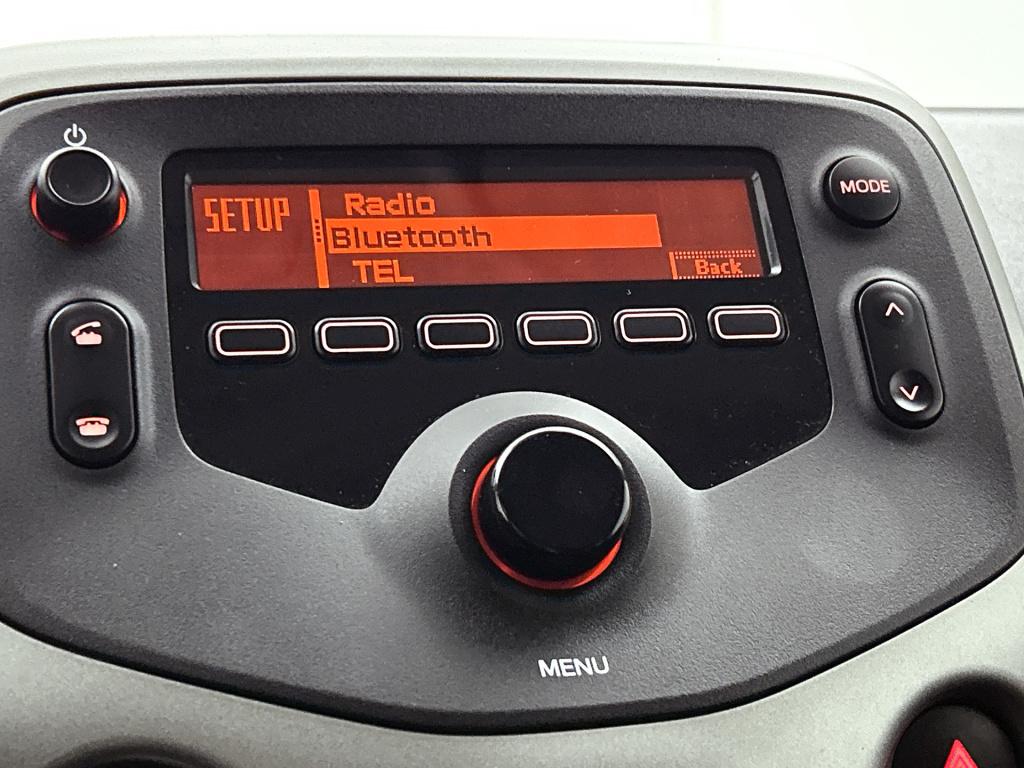 SETUP
Radio
Bluetooth
TEL
Back
MODE
MENU